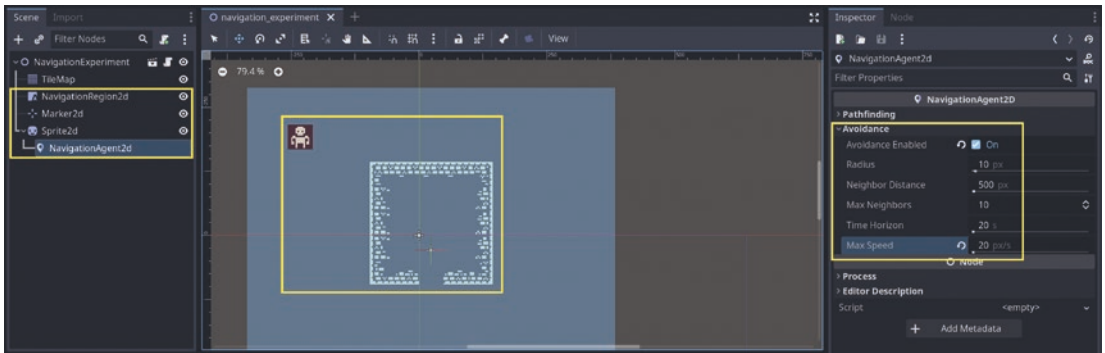 Scene Import
Filter Nodes
NavigationExperiment
TileMap
NavigationRegion2d
Marker2d
Sprite2d
NavigationAgent2d
navigation_experiment
View
79.4 %
Inspector Node
NavigationAgent2d
Filter Properties
NavigationAgent2D
Pathfinding
Avoidance
Avoidance Enabled On
Radius 10 px
Neighbor Distance 500 px
Max Neighbors 10
Time Horizon 20 s
Max Speed 20 px/s
Node
Process
Editor Description
Script <empty>
Add Metadata